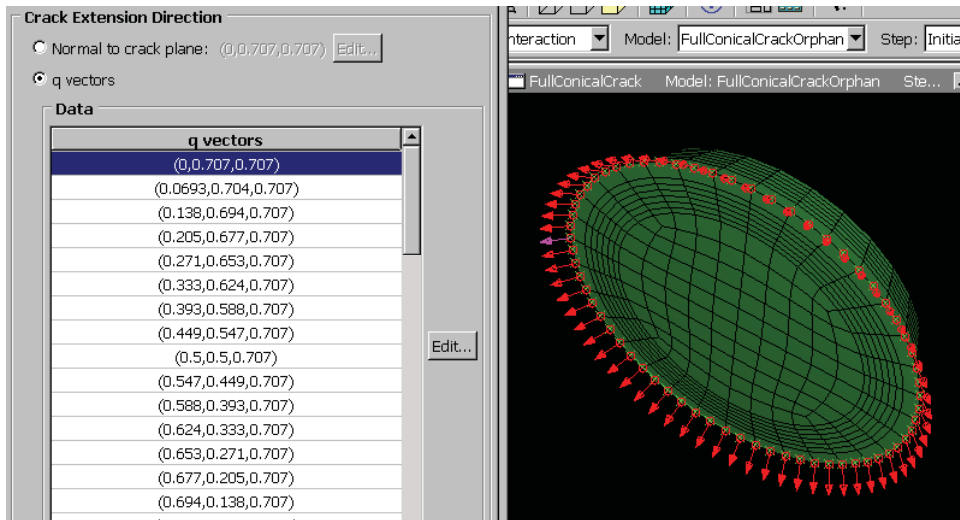 Crack Extension Direction
Normal to crack plane: (0,0.707,0.707) Edit...
q vectors
Data
q vectors
(0,0.707,0.707)
(0.0693,0.704,0.707)
(0.138,0.694,0.707)
(0.205,0.677,0.707)
(0.271,0.653,0.707)
(0.333,0.624,0.707)
(0.393,0.588,0.707)
(0.449,0.547,0.707)
(0.5,0.5,0.707)
(0.547,0.449,0.707)
(0.588,0.393,0.707)
(0.624,0.333,0.707)
(0.653,0.271,0.707)
(0.677,0.205,0.707)
(0.694,0.138,0.707)
Edit...
nteraction Model: FullConicalCrackOrphan Step: Initia
FullConicalCrack Model: FullConicalCrackOrphan Ste...